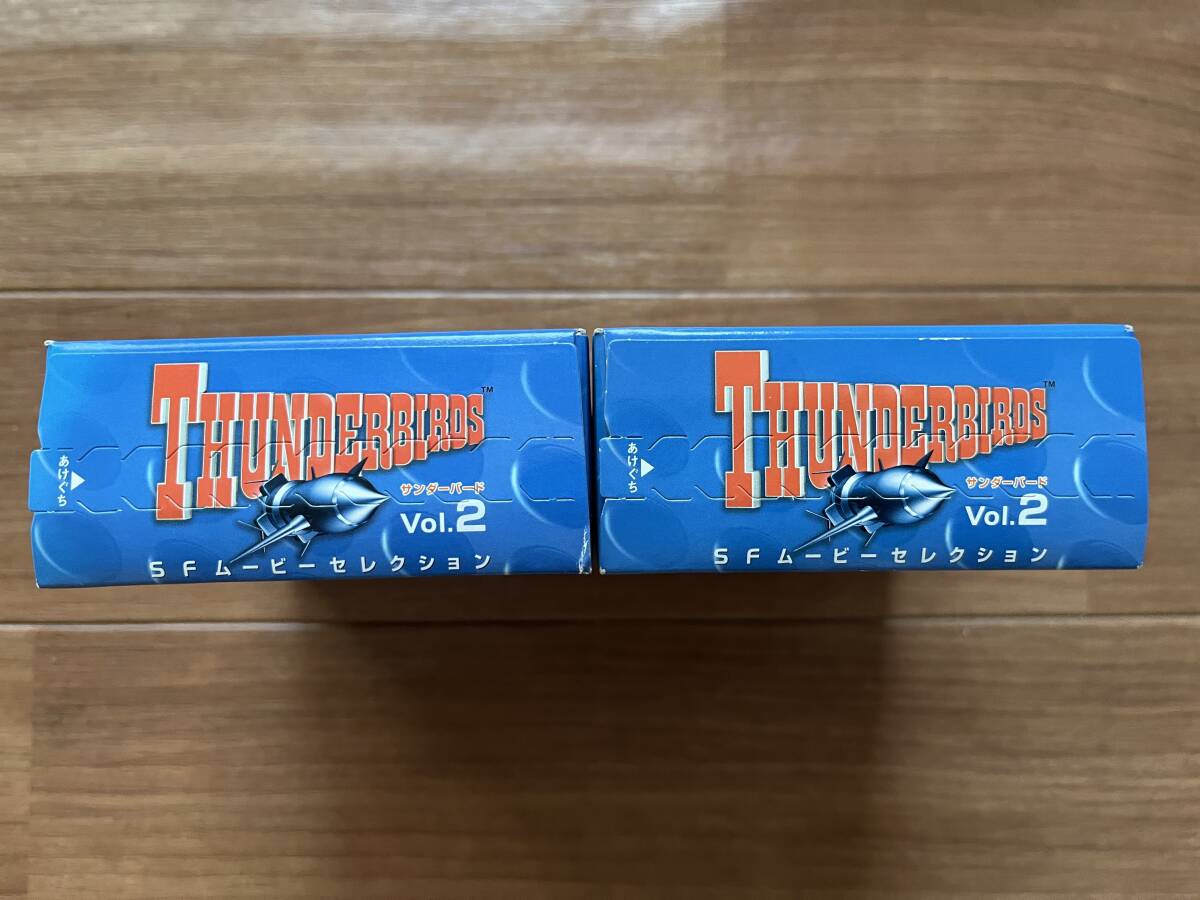 THUNDERBIRDS™
サンダーバード
Vol.2
SFムービーセレクション
あけぐち
THUNDERBIRDS™
サンダーバード
Vol.2
SFムービーセレクション
あけぐち